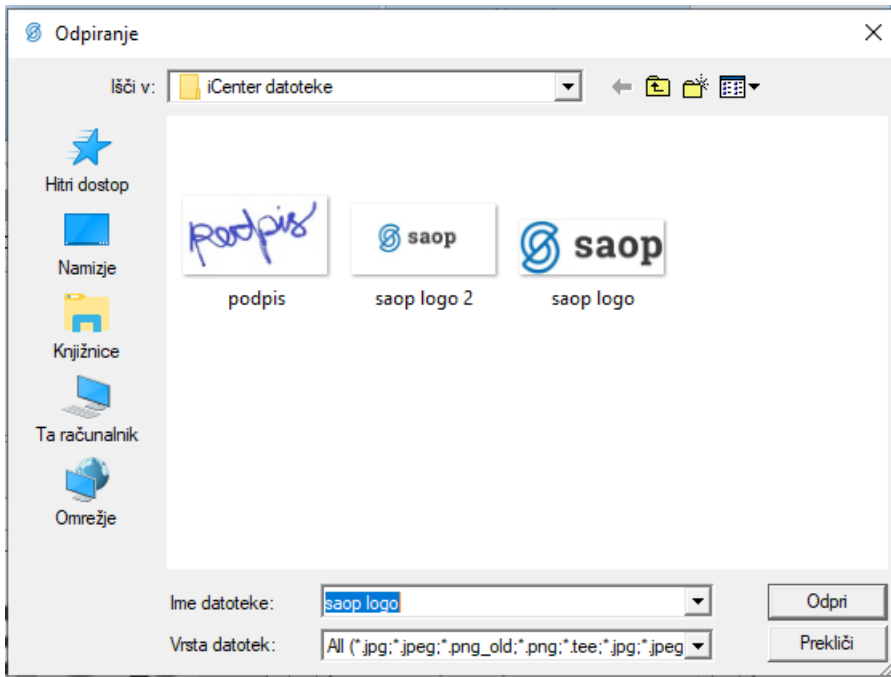 Odpiranje
Išči v:
iCenter datoteke
Hitri dostop
Namizje
Knjižnice
Ta računalnik
Omrežje
podpis
saop
saop
podpis
saop logo 2
saop logo
Ime datoteke:
saop logo
Odpri
Vrsta datotek:
All (*.jpg;*.jpeg;*.png_old;*.png;*.tee;*.jpg;*.jpeg
Prekliči